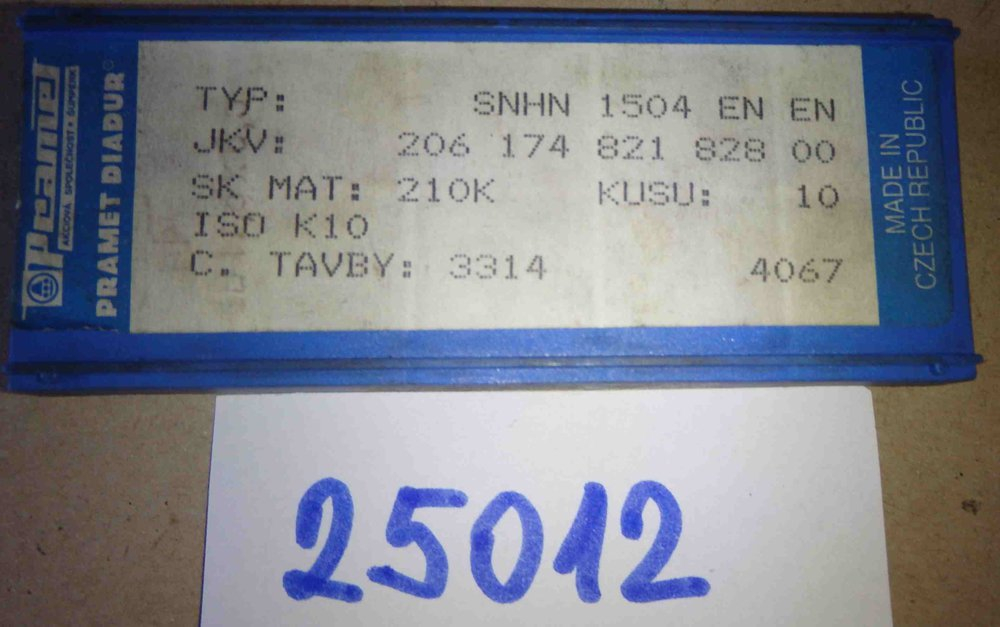 Pramet
AKCIOVÁ SPOLEČNOST • ŠUMPERK
PRAMET DIADUR®
TYP: SNHN 1504 EN EN
JKV: 206 174 821 828 00
SK MAT: 210K KUSU: 10
ISO K10
C. TAVBY: 3314 4067
MADE IN
CZECH REPUBLIC
25012